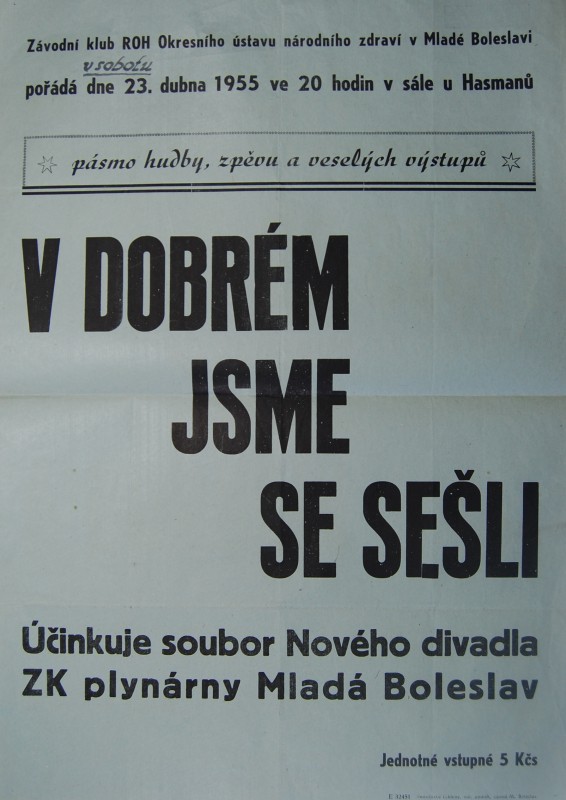 Závodní klub ROH Okresního ústavu národního zdraví v Mladé Boleslavi
v sobotu
pořádá dne 23. dubna 1955 ve 20 hodin v sále u Hasmanů
pásmo hudby, zpěvu a veselých výstupů
V DOBRÉM
JSME
SE SEŠLI
Účinkuje soubor Nového divadla
ZK plynárny Mladá Boleslav
Jednotné vstupné 5 Kčs